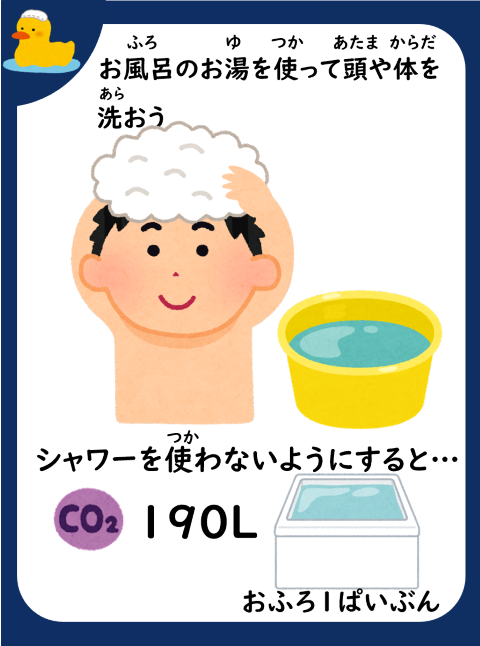 ふろ ゆ つか あたま からだ
お風呂のお湯を使って頭や体を
あら
洗おう
つか
シャワーを使わないようにすると…
CO₂ 190L
おふろ1ぱいぶん